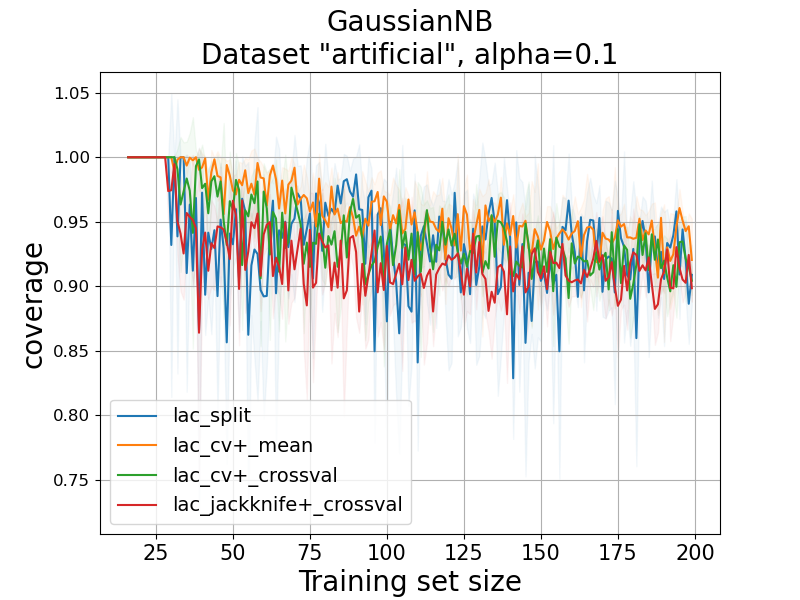 GaussianNB
Dataset "artificial", alpha=0.1
coverage
1.05
1.00
0.95
0.90
0.85
0.80
0.75
lac_split
lac_cv+_mean
lac_cv+_crossval
lac_jackknife+_crossval
25 50 75 100 125 150 175 200
Training set size